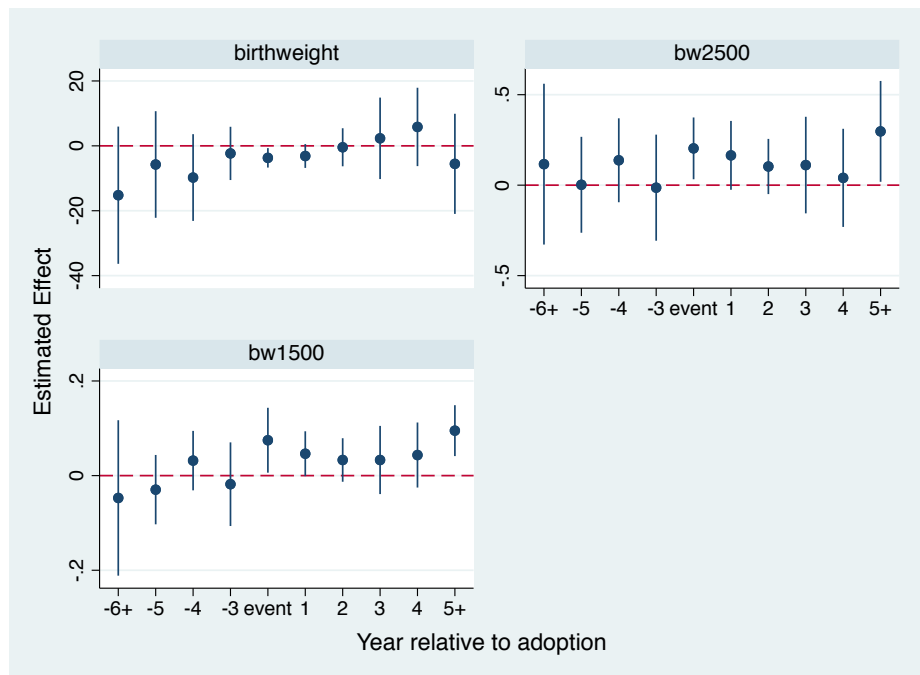 birthweight
20
0
-20
-40
bw2500
.5
0
-.5
-6+ -5 -4 -3 event 1 2 3 4 5+
Estimated Effect
bw1500
.2
0
-.2
-6+ -5 -4 -3 event 1 2 3 4 5+
Year relative to adoption